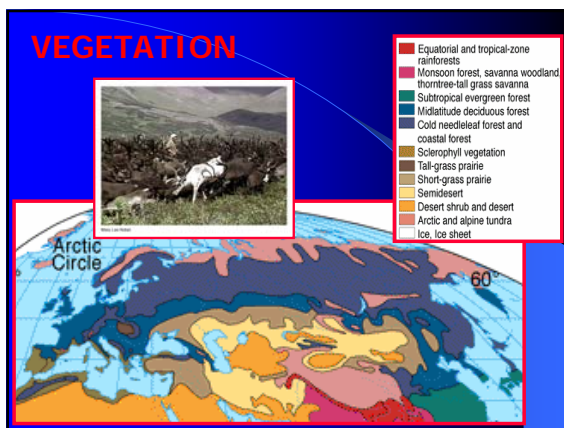 VEGETATION
Equatorial and tropical-zone
rainforests
Monsoon forest, savanna woodland,
thorntree-tall grass savanna
Subtropical evergreen forest
Midlatitude deciduous forest
Cold needleleaf forest and
coastal forest
Sclerophyll vegetation
Tall-grass prairie
Short-grass prairie
Semidesert
Desert shrub and desert
Arctic and alpine tundra
Ice, Ice sheet
Arctic
Circle
60°